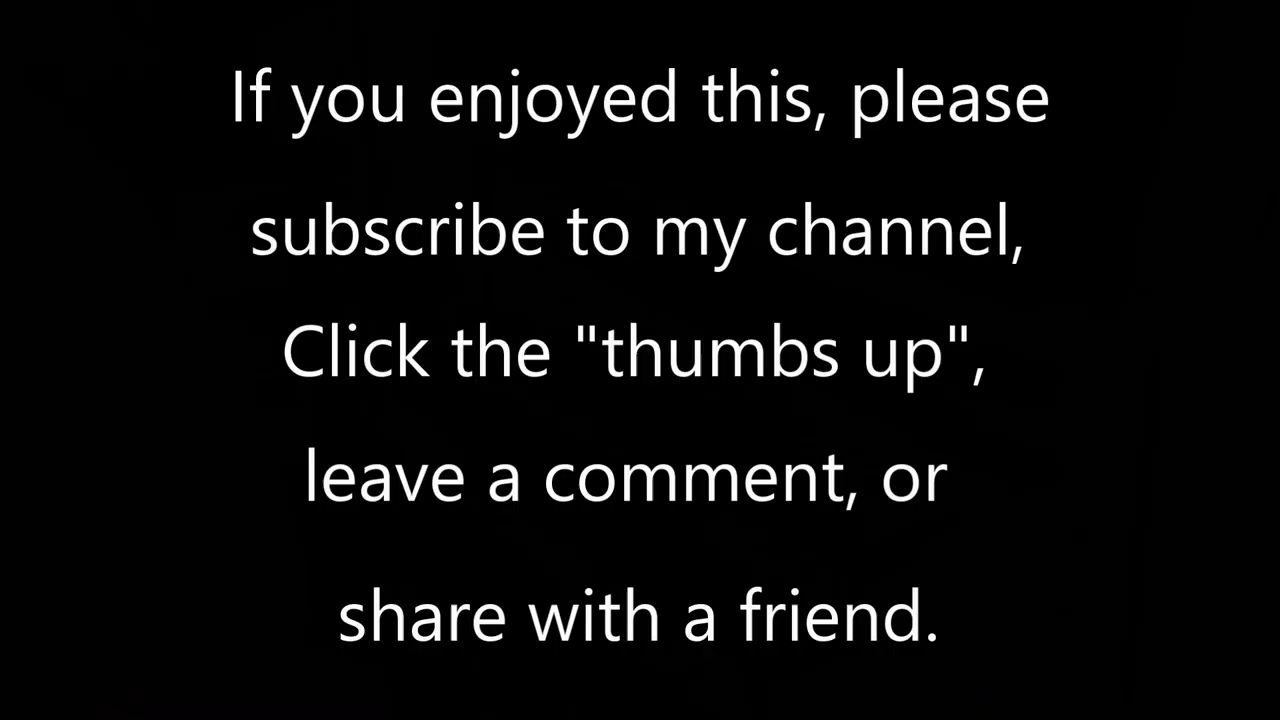 If you enjoyed this, please
subscribe to my channel,
Click the "thumbs up",
leave a comment, or
share with a friend.